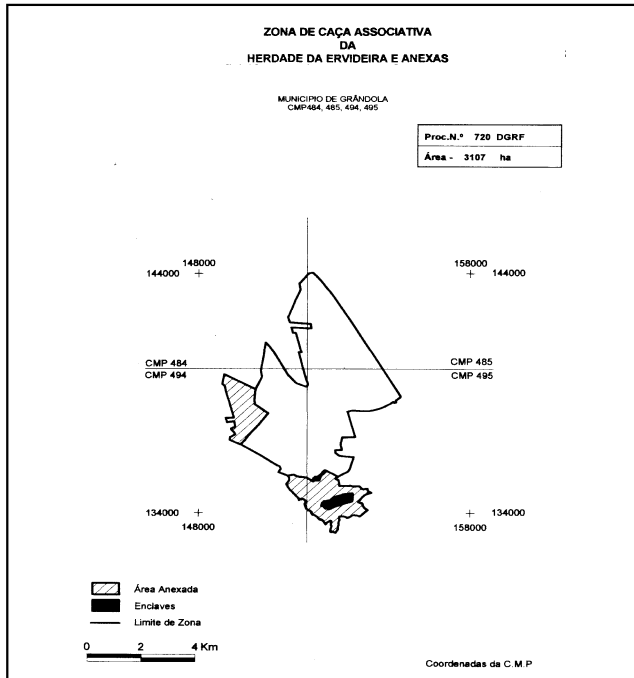 ZONA DE CAÇA ASSOCIATIVA
DA
HERDADE DA ERVIDEIRA E ANEXAS
MUNICIPIO DE GRÂNDOLA
CMP484, 485, 494, 495
Proc.N.º 720 DGRF
Área - 3107 ha
148000
144000
158000
144000
CMP 484
CMP 485
CMP 494
CMP 495
134000
148000
134000
158000
Área Anexada
Enclaves
Limite de Zona
0 2 4 Km
Coordenadas da C.M.P